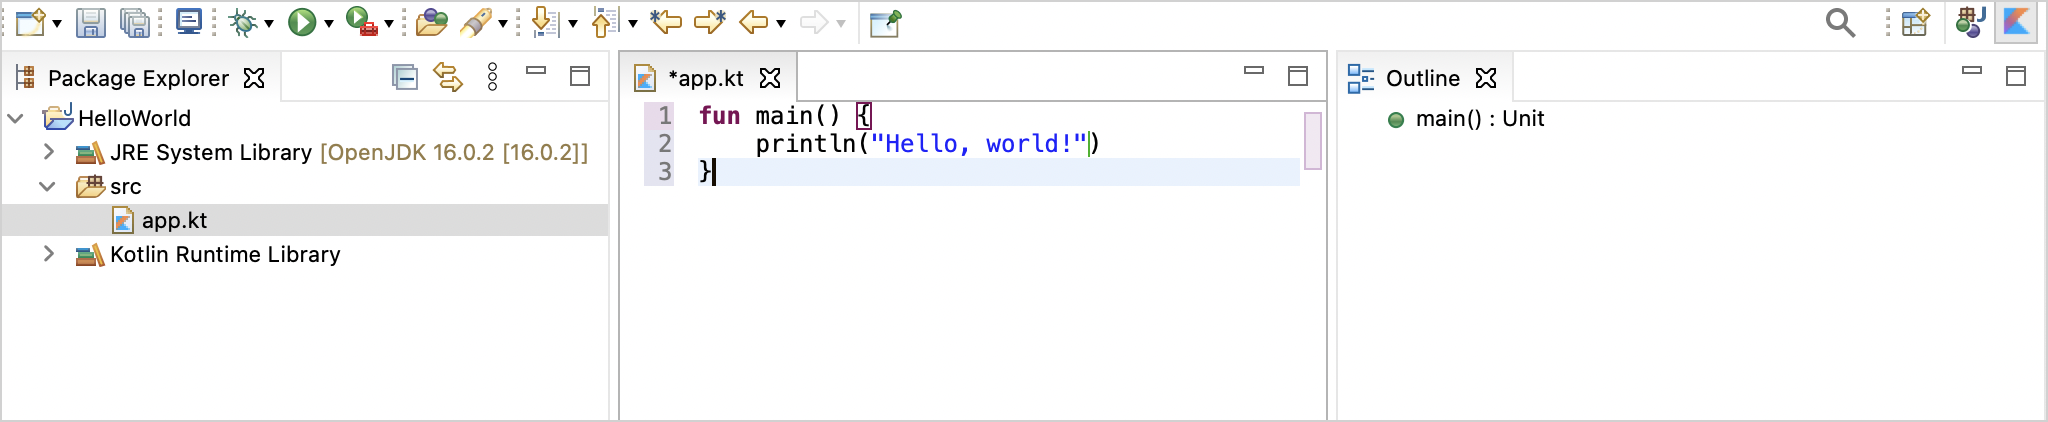 Package Explorer
HelloWorld
JRE System Library [OpenJDK 16.0.2 [16.0.2]]
src
app.kt
Kotlin Runtime Library
*app.kt
1 fun main() {
2     println("Hello, world!")
3 }
Outline
main() : Unit